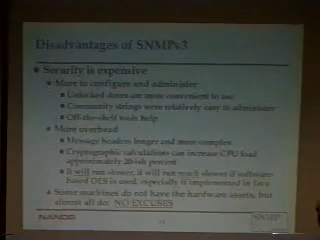 Disadvantages of SNMPv3
Security is expensive
More to configure and administer
Unlocked doors are more convenient to use
Community strings were relatively easy to administer
Off-the-shelf tools help
More overhead
Message headers longer and more complex
Cryptographic calculations can increase CPU load
approximately 20-ish percent
It will run slower, it will run much slower if software-
based DES is used, especially if implemented in Java
Some machines do not have the hardware assets, but
almost all do: NO EXCUSES
NANOG